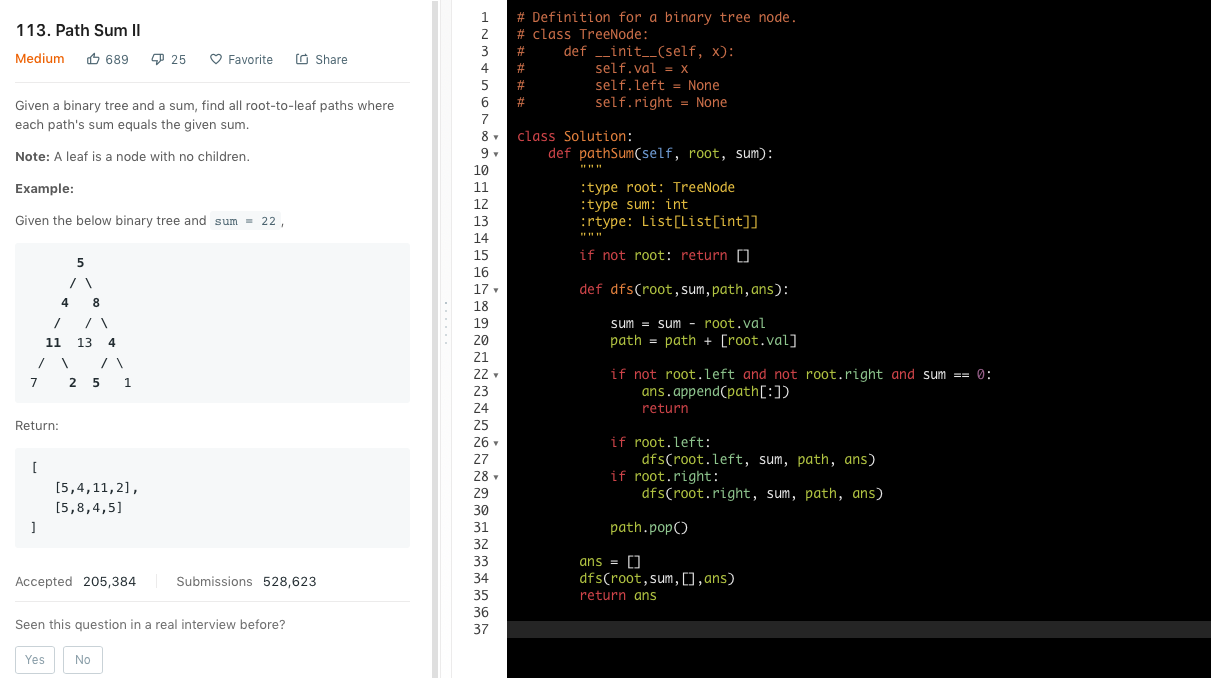 113. Path Sum II
Medium 689 25 Favorite Share
Given a binary tree and a sum, find all root-to-leaf paths where
each path's sum equals the given sum.
Note: A leaf is a node with no children.
Example:
Given the below binary tree and sum = 22,
      5
     / \
    4   8
   /   / \
  11  13  4
 /  \    / \
7    2  5   1
Return:
[
   [5,4,11,2],
   [5,8,4,5]
]
Accepted 205,384 Submissions 528,623
Seen this question in a real interview before?
Yes No
1 # Definition for a binary tree node.
2 # class TreeNode:
3 #     def __init__(self, x):
4 #         self.val = x
5 #         self.left = None
6 #         self.right = None
7
8 class Solution:
9     def pathSum(self, root, sum):
10         """
11         :type root: TreeNode
12         :type sum: int
13         :rtype: List[List[int]]
14         """
15         if not root: return []
16
17         def dfs(root,sum,path,ans):
18
19             sum = sum - root.val
20             path = path + [root.val]
21
22             if not root.left and not root.right and sum == 0:
23                 ans.append(path[:])
24                 return
25
26             if root.left:
27                 dfs(root.left, sum, path, ans)
28             if root.right:
29                 dfs(root.right, sum, path, ans)
30
31             path.pop()
32
33         ans = []
34         dfs(root,sum,[],ans)
35         return ans
36
37